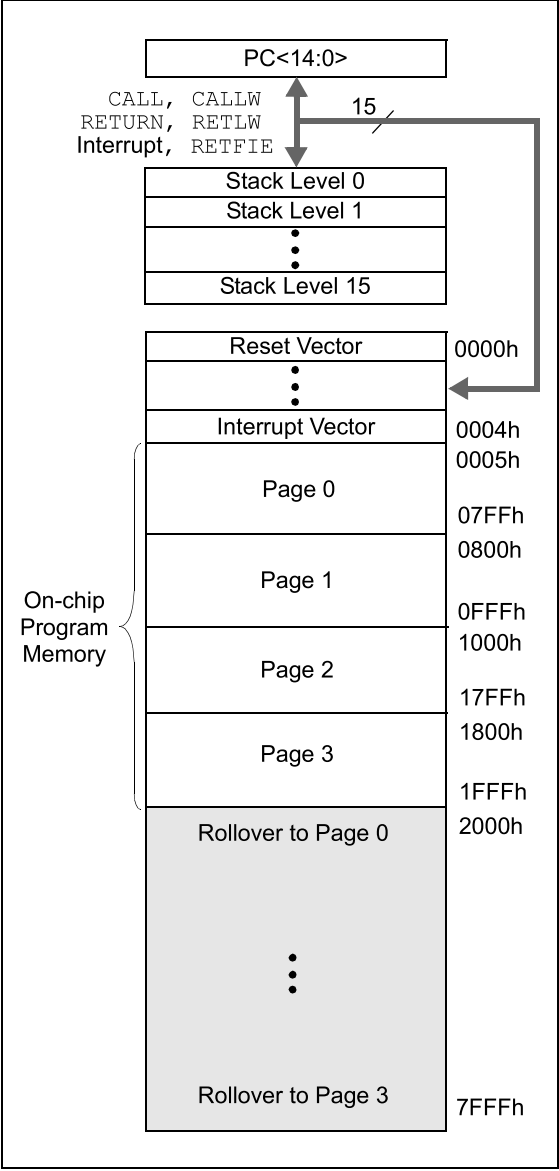 PC<14:0>
CALL, CALLW
15
RETURN, RETLW
Interrupt, RETFIE
Stack Level 0
Stack Level 1
Stack Level 15
Reset Vector
0000h
Interrupt Vector
0004h
0005h
Page 0
07FFh
0800h
Page 1
On-chip
Program
Memory
0FFFh
1000h
Page 2
17FFh
1800h
Page 3
1FFFh
2000h
Rollover to Page 0
Rollover to Page 3
7FFFh